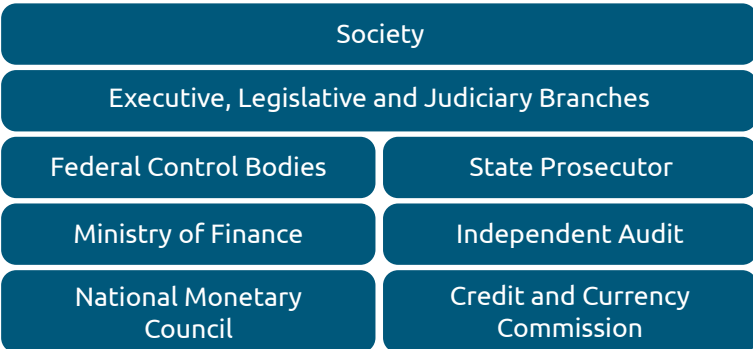 Society
Executive, Legislative and Judiciary Branches
Federal Control Bodies
State Prosecutor
Ministry of Finance
Independent Audit
National Monetary
Council
Credit and Currency
Commission